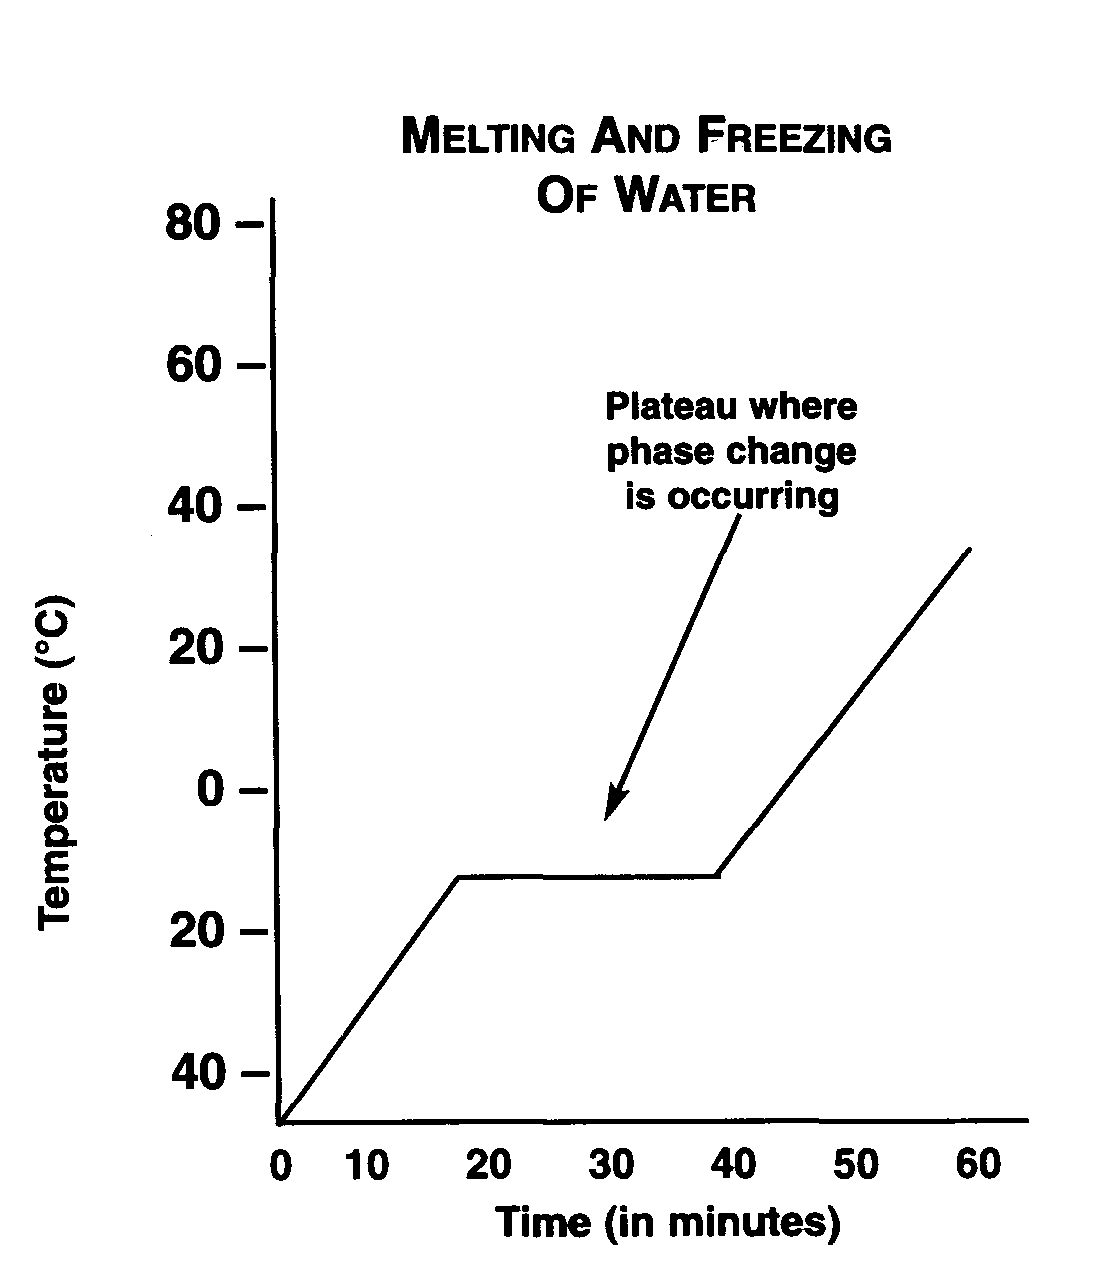 MELTING AND FREEZING
OF WATER
80
60
40
20
0
20
40
Temperature (°C)
Plateau where
phase change
is occurring
0 10 20 30 40 50 60
Time (in minutes)